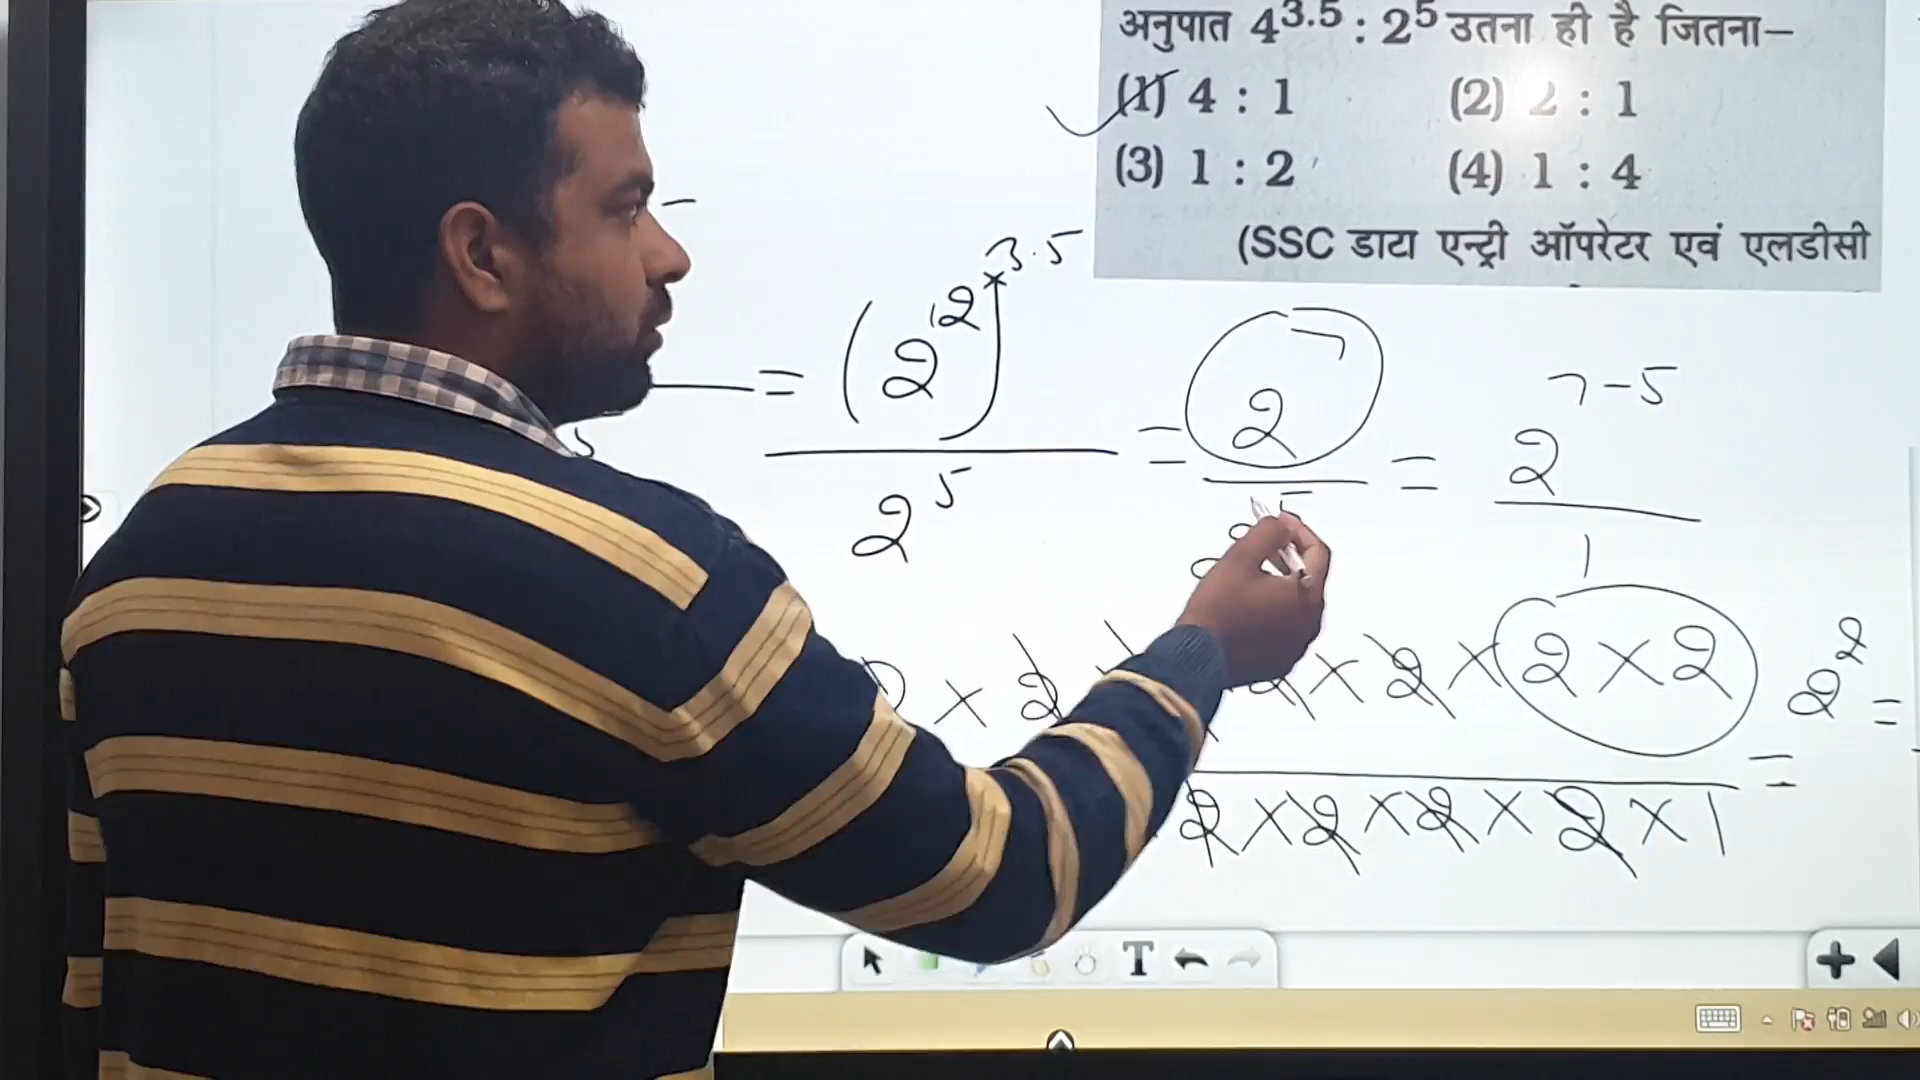 अनुपात 4^3.5 : 2^5 उतना ही है जितना–
(1) 4 : 1 (2) 2 : 1
(3) 1 : 2 (4) 1 : 4
(SSC डाटा एन्ट्री ऑपरेटर एवं एलडीसी
= (2^2)^×3.5 / 2^5 = 2^7 / 2^5 = 2^7-5 / 1
× 2 2 × 2 × 2 × 2 = 2^2 =
2 × 2 × 2 × 2 × 1
T